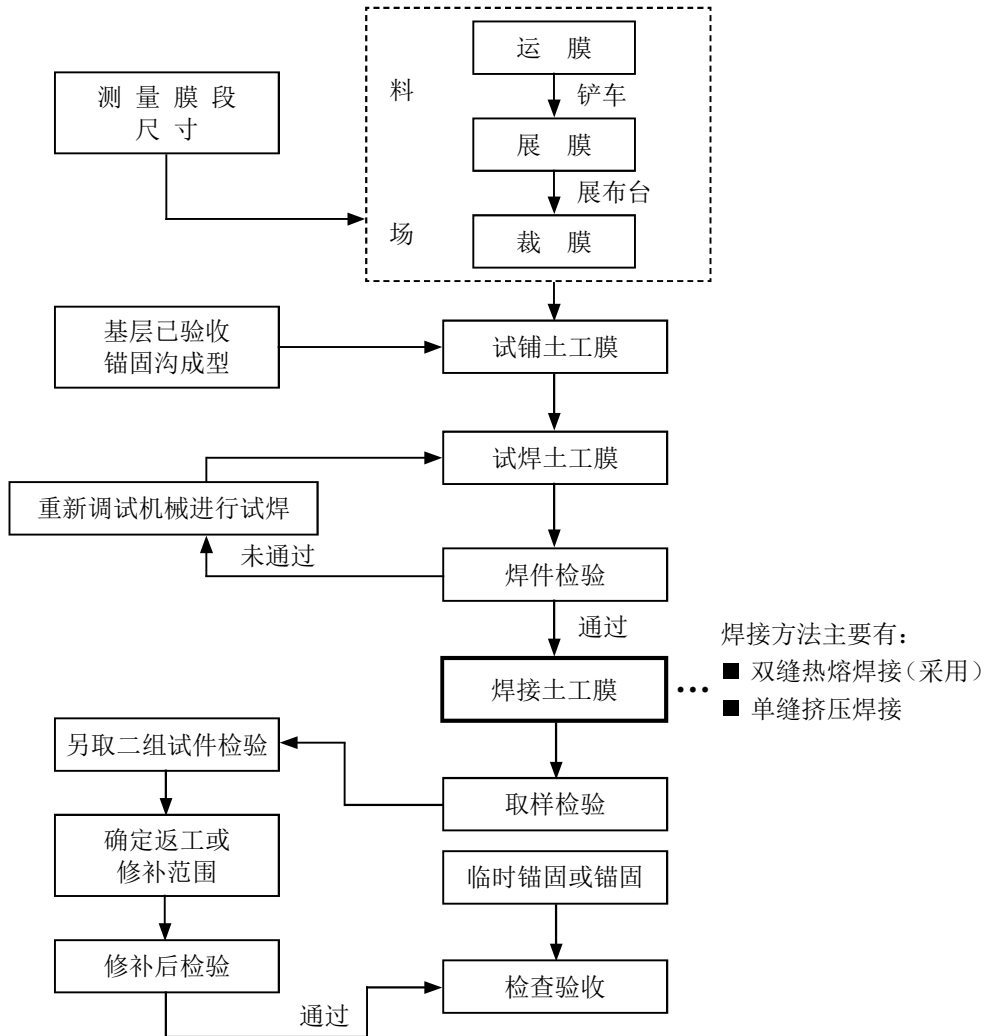 运 膜
料
铲车
测 量 膜 段
尺 寸
展 膜
展布台
场
裁 膜
基层已验收
锚固沟成型
试铺土工膜
试焊土工膜
重新调试机械进行试焊
未通过
焊件检验
通过
焊接方法主要有：
■ 双缝热熔焊接（采用）
焊接土工膜
■ 单缝挤压焊接
另取二组试件检验
取样检验
确定返工或
修补范围
临时锚固或锚固
修补后检验
检查验收
通过